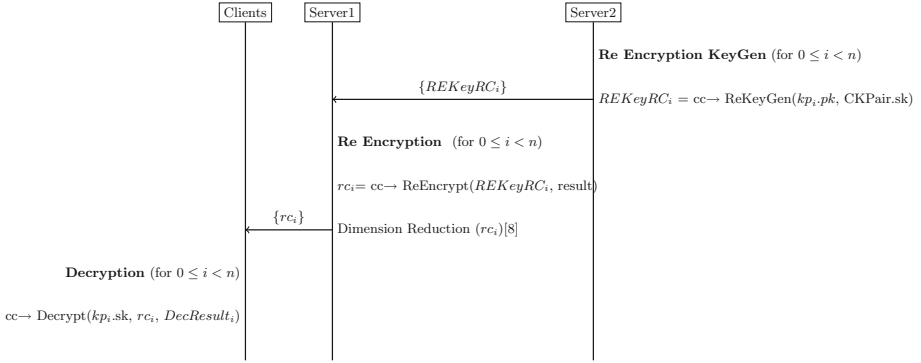 Clients Server1 Server2
Re Encryption KeyGen (for 0 ≤ i < n)
{REKeyRC_i}
REKeyRC_i = cc→ ReKeyGen(kp_i.pk, CKPair.sk)
Re Encryption (for 0 ≤ i < n)
rc_i= cc→ ReEncrypt(REKeyRC_i, result)
{rc_i}
Dimension Reduction (rc_i)[8]
Decryption (for 0 ≤ i < n)
cc→ Decrypt(kp_i.sk, rc_i, DecResult_i)